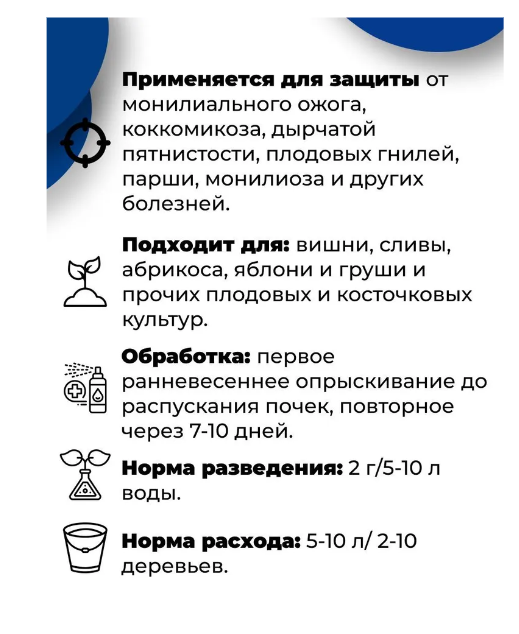 Применяется для защиты от
монилиального ожога,
коккомикоза, дырчатой
пятнистости, плодовых гнилей,
парши, монилиоза и других
болезней.
Подходит для: вишни, сливы,
абрикоса, яблони и груши и
прочих плодовых и косточковых
культур.
Обработка: первое
ранневесеннее опрыскивание до
распускания почек, повторное
через 7-10 дней.
Норма разведения: 2 г/5-10 л
воды.
Норма расхода: 5-10 л/ 2-10
деревьев.